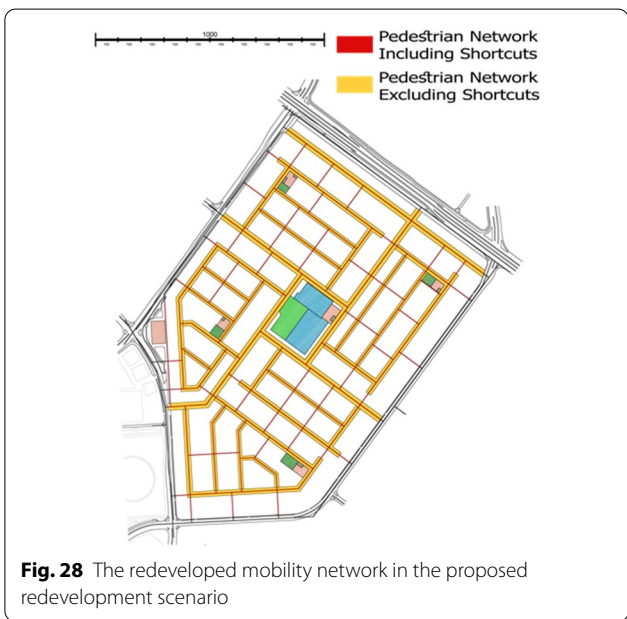 1000
Pedestrian Network
Including Shortcuts
Pedestrian Network
Excluding Shortcuts
Fig. 28 The redeveloped mobility network in the proposed
redevelopment scenario